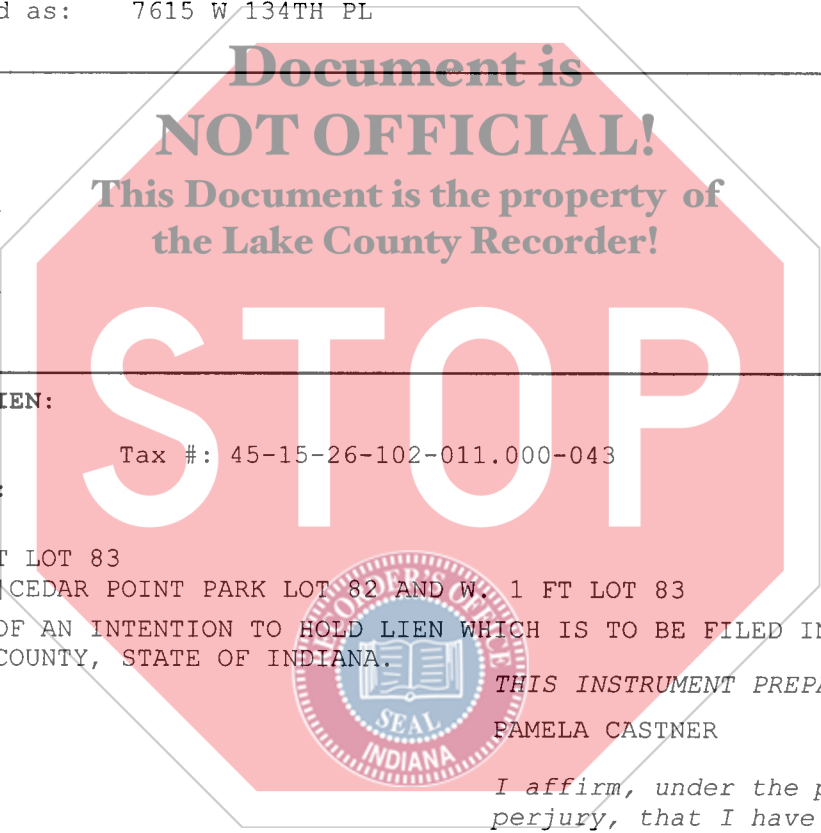 d as: 7615 W 134TH PL
Document is
NOT OFFICIAL!
This Document is the property of
the Lake County Recorder!
STOP
IEN:
Tax #: 45-15-26-102-011.000-043
:
T LOT 83
CEDAR POINT PARK LOT 82 AND W. 1 FT LOT 83
OF AN INTENTION TO HOLD LIEN WHICH IS TO BE FILED IN
COUNTY, STATE OF INDIANA.
RECORDER'S OFFICE
SEAL
INDIANA
THIS INSTRUMENT PREPA
PAMELA CASTNER
I affirm, under the p
perjury, that I have